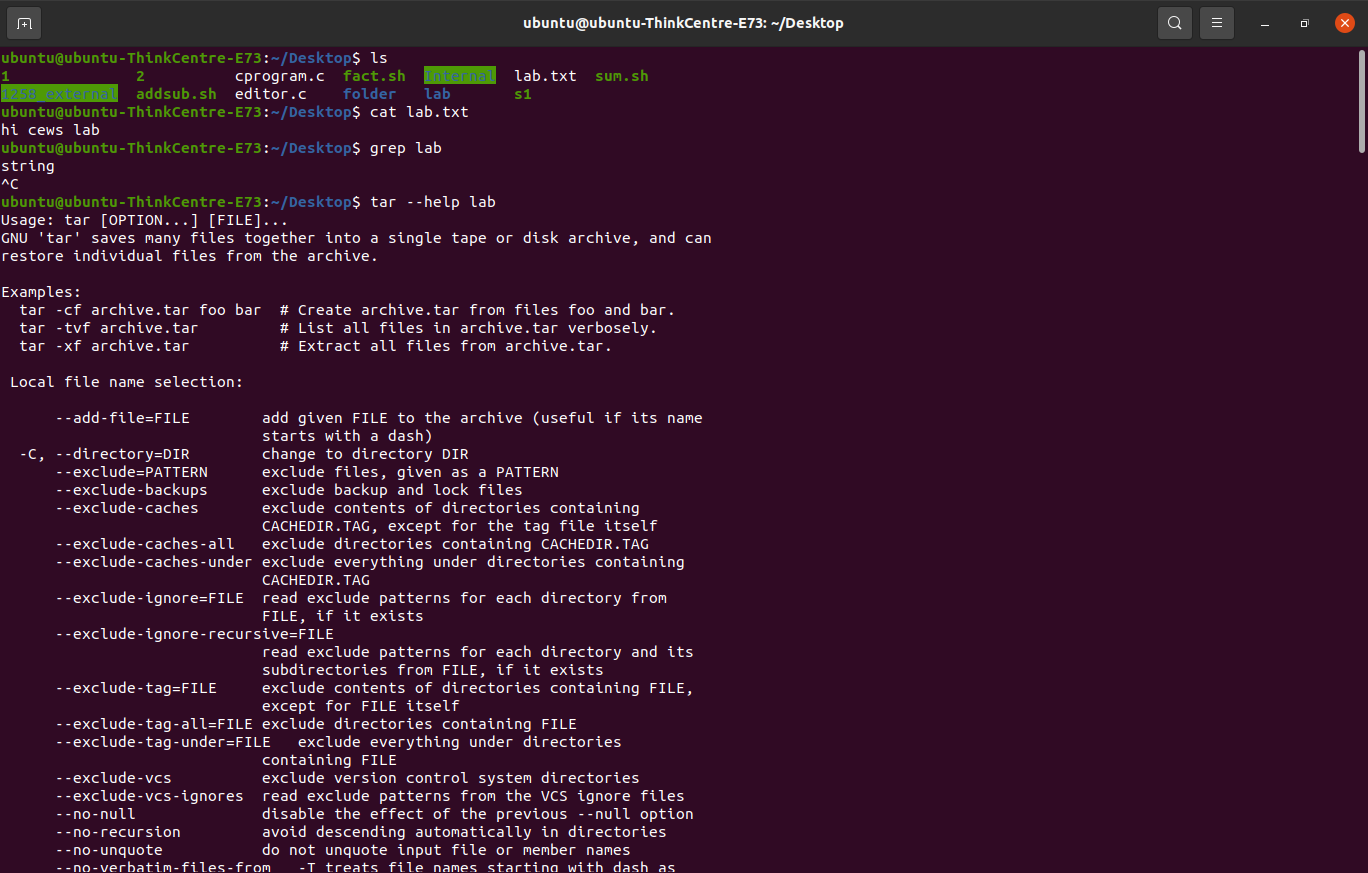 ubuntu@ubuntu-ThinkCentre-E73: ~/Desktop
ubuntu@ubuntu-ThinkCentre-E73:~/Desktop$ ls
1 2 cprogram.c fact.sh Internal lab.txt sum.sh
1258 external addsub.sh editor.c folder lab s1
ubuntu@ubuntu-ThinkCentre-E73:~/Desktop$ cat lab.txt
hi cews lab
ubuntu@ubuntu-ThinkCentre-E73:~/Desktop$ grep lab
string
^C
ubuntu@ubuntu-ThinkCentre-E73:~/Desktop$ tar --help lab
Usage: tar [OPTION...] [FILE]...
GNU 'tar' saves many files together into a single tape or disk archive, and can
restore individual files from the archive.
Examples:
tar -cf archive.tar foo bar # Create archive.tar from files foo and bar.
tar -tvf archive.tar # List all files in archive.tar verbosely.
tar -xf archive.tar # Extract all files from archive.tar.
Local file name selection:
--add-file=FILE add given FILE to the archive (useful if its name
starts with a dash)
-C, --directory=DIR change to directory DIR
--exclude=PATTERN exclude files, given as a PATTERN
--exclude-backups exclude backup and lock files
--exclude-caches exclude contents of directories containing
CACHEDIR.TAG, except for the tag file itself
--exclude-caches-all exclude directories containing CACHEDIR.TAG
--exclude-caches-under exclude everything under directories containing
CACHEDIR.TAG
--exclude-ignore=FILE read exclude patterns for each directory from
FILE, if it exists
--exclude-ignore-recursive=FILE
read exclude patterns for each directory and its
subdirectories from FILE, if it exists
--exclude-tag=FILE exclude contents of directories containing FILE,
except for FILE itself
--exclude-tag-all=FILE exclude directories containing FILE
--exclude-tag-under=FILE exclude everything under directories
containing FILE
--exclude-vcs exclude version control system directories
--exclude-vcs-ignores read exclude patterns from the VCS ignore files
--no-null disable the effect of the previous --null option
--no-recursion avoid descending automatically in directories
--no-unquote do not unquote input file or member names
--no-verbatim-files-from -T treats file names starting with dash as